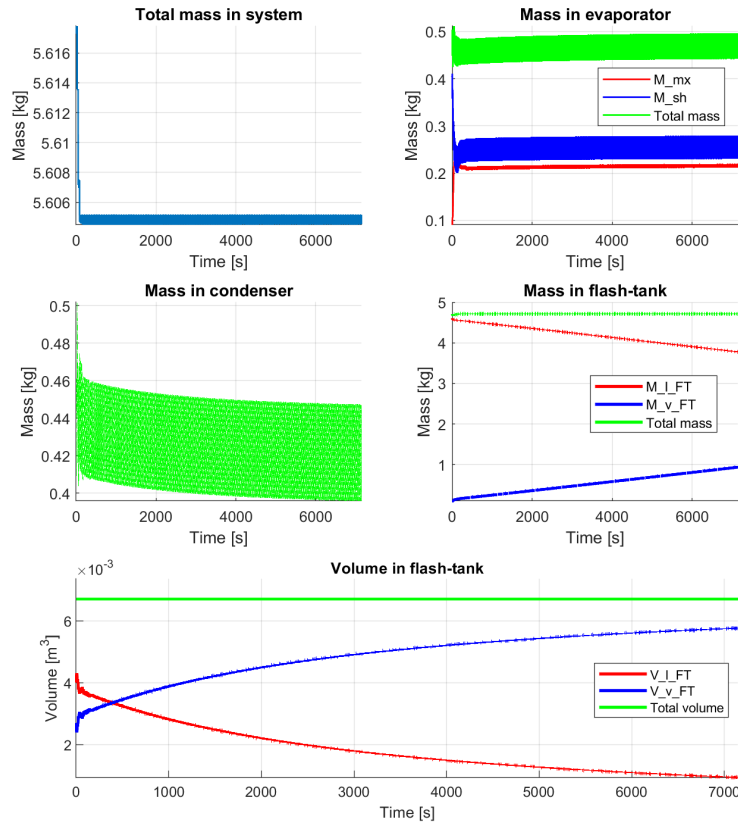 Total mass in system
5.616
5.614
5.612
5.61
5.608
5.606
Mass [kg]
0
2000
4000
6000
Time [s]
Mass in evaporator
0.5
0.4
0.3
0.2
0.1
Mass [kg]
M_mx
M_sh
Total mass
0
2000
4000
6000
Time [s]
Mass in condenser
0.5
0.48
0.46
0.44
0.42
0.4
Mass [kg]
0
2000
4000
6000
Time [s]
Mass in flash-tank
5
4
3
2
1
Mass [kg]
M_l_FT
M_v_FT
Total mass
0
2000
4000
6000
Time [s]
Volume in flash-tank
×10⁻³
6
4
2
Volume [m³]
V_l_FT
V_v_FT
Total volume
0
1000
2000
3000
4000
5000
6000
7000
Time [s]